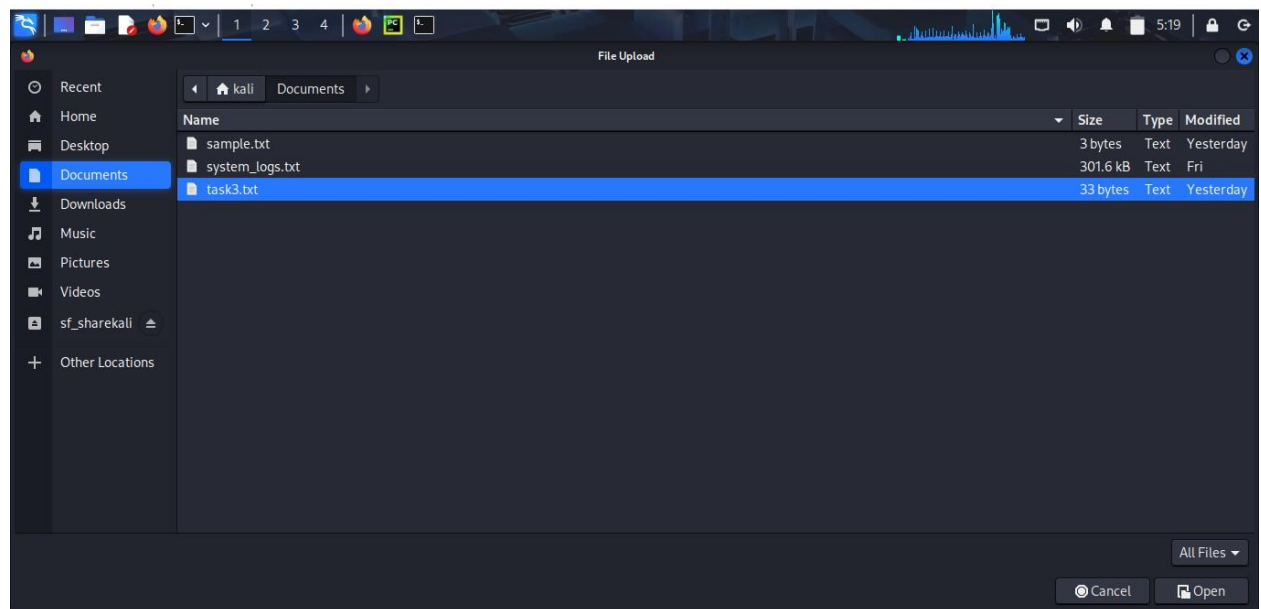 1 2 3 4 5:19
File Upload
Recent
Home
Desktop
Documents
Downloads
Music
Pictures
Videos
sf_sharekali
Other Locations
kali Documents
Name Size Type Modified
sample.txt 3 bytes Text Yesterday
system_logs.txt 301.6 kB Text Fri
task3.txt 33 bytes Text Yesterday
All Files
Cancel Open